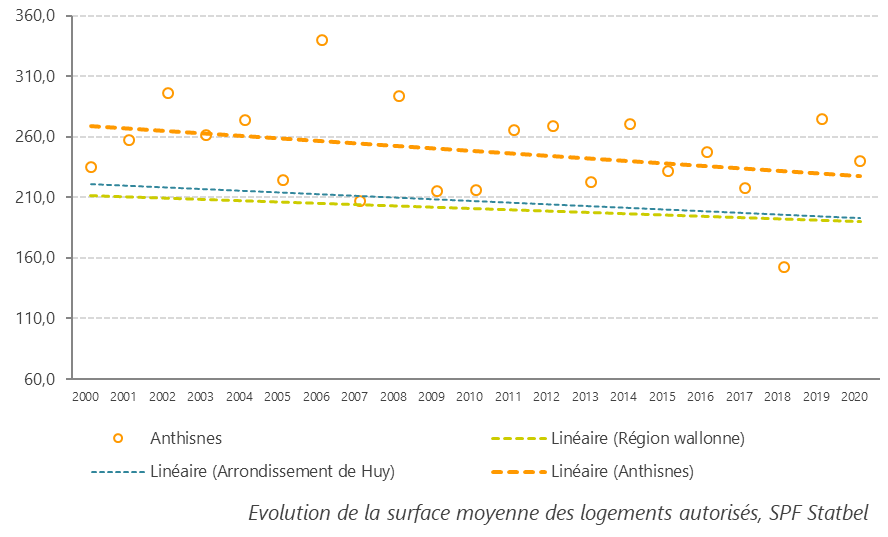 360,0
310,0
260,0
210,0
160,0
110,0
60,0
2000 2001 2002 2003 2004 2005 2006 2007 2008 2009 2010 2011 2012 2013 2014 2015 2016 2017 2018 2019 2020
Anthisnes Linéaire (Région wallonne)
Linéaire (Arrondissement de Huy) Linéaire (Anthisnes)
Evolution de la surface moyenne des logements autorisés, SPF Statbel